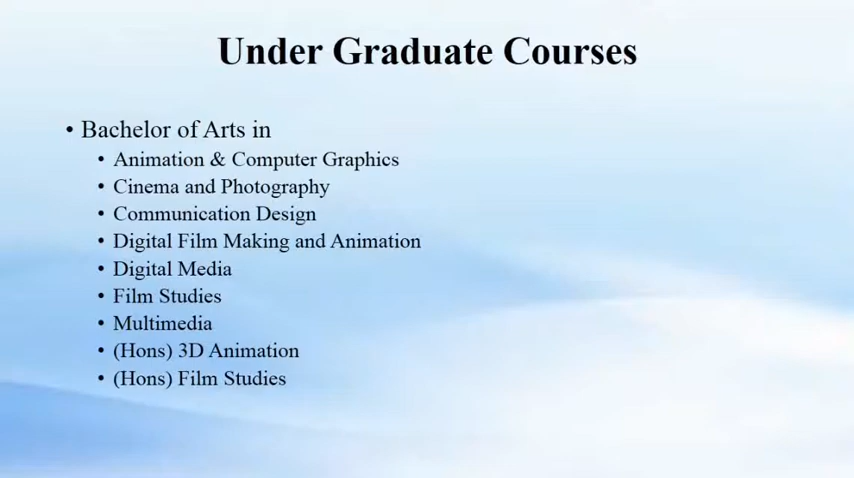 Under Graduate Courses
• Bachelor of Arts in
• Animation & Computer Graphics
• Cinema and Photography
• Communication Design
• Digital Film Making and Animation
• Digital Media
• Film Studies
• Multimedia
• (Hons) 3D Animation
• (Hons) Film Studies